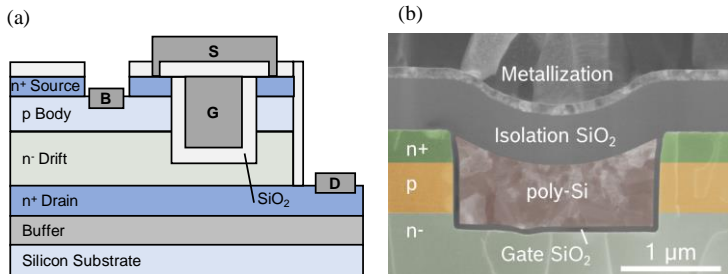 (a)
S
n⁺ Source
B
p Body
G
n⁻ Drift
SiO₂
D
n⁺ Drain
Buffer
Silicon Substrate
(b)
Metallization
Isolation SiO₂
n+
p
poly-Si
n-
Gate SiO₂
1 μm